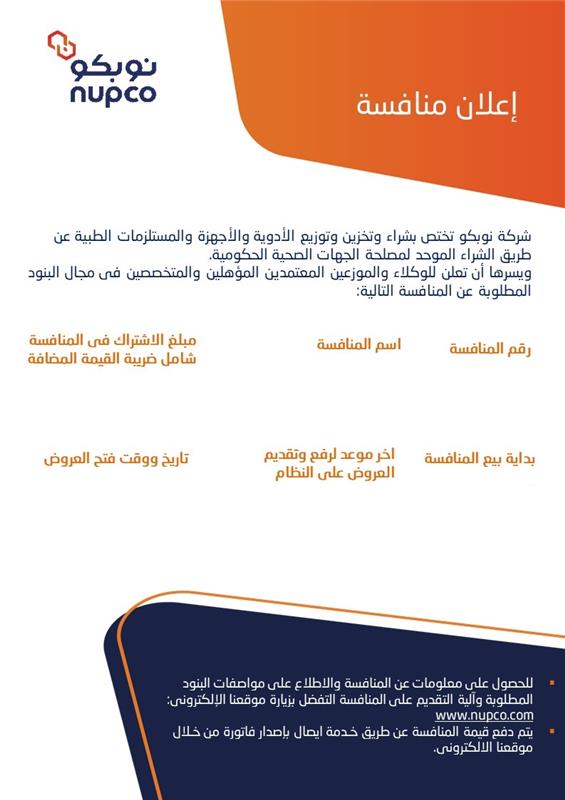 نوبكو
nupco
إعلان منافسة
شركة نوبكو تختص بشراء وتخزين وتوزيع الأدوية والأجهزة والمستلزمات الطبية عن
طريق الشراء الموحد لمصلحة الجهات الصحية الحكومية.
ويسرها أن تعلن للوكلاء والموزعين المعتمدين المؤهلين والمتخصصين في مجال البنود
المطلوبة عن المنافسة التالية:
رقم المنافسة
اسم المنافسة
مبلغ الاشتراك في المنافسة
شامل ضريبة القيمة المضافة
بداية بيع المنافسة
اخر موعد لرفع وتقديم
العروض على النظام
تاريخ ووقت فتح العروض
للحصول على معلومات عن المنافسة والاطلاع على مواصفات البنود
المطلوبة وآلية التقديم على المنافسة التفضل بزيارة موقعنا الإلكتروني:
www.nupco.com
يتم دفع قيمة المنافسة عن طريق خدمة ايصال بإصدار فاتورة من خلال
موقعنا الالكتروني.